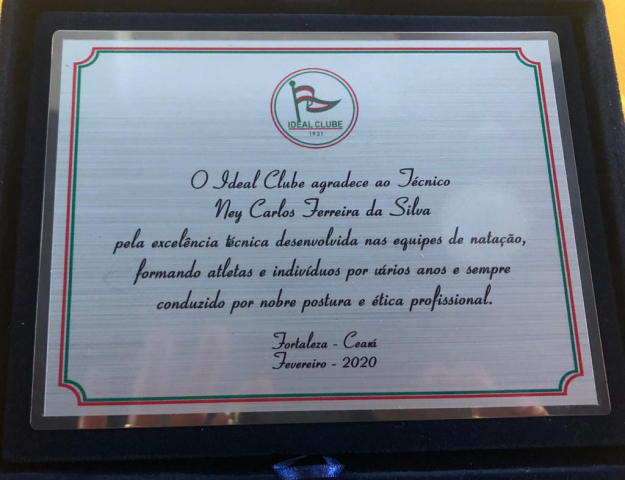 IDEAL CLUBE
1931
O Ideal Clube agradece ao Técnico
Ney Carlos Ferreira da Silva
pela excelência técnica desenvolvida nas equipes de natação,
formando atletas e indivíduos por vários anos e sempre
conduzido por nobre postura e ética profissional.
Fortaleza - Ceará
Fevereiro - 2020